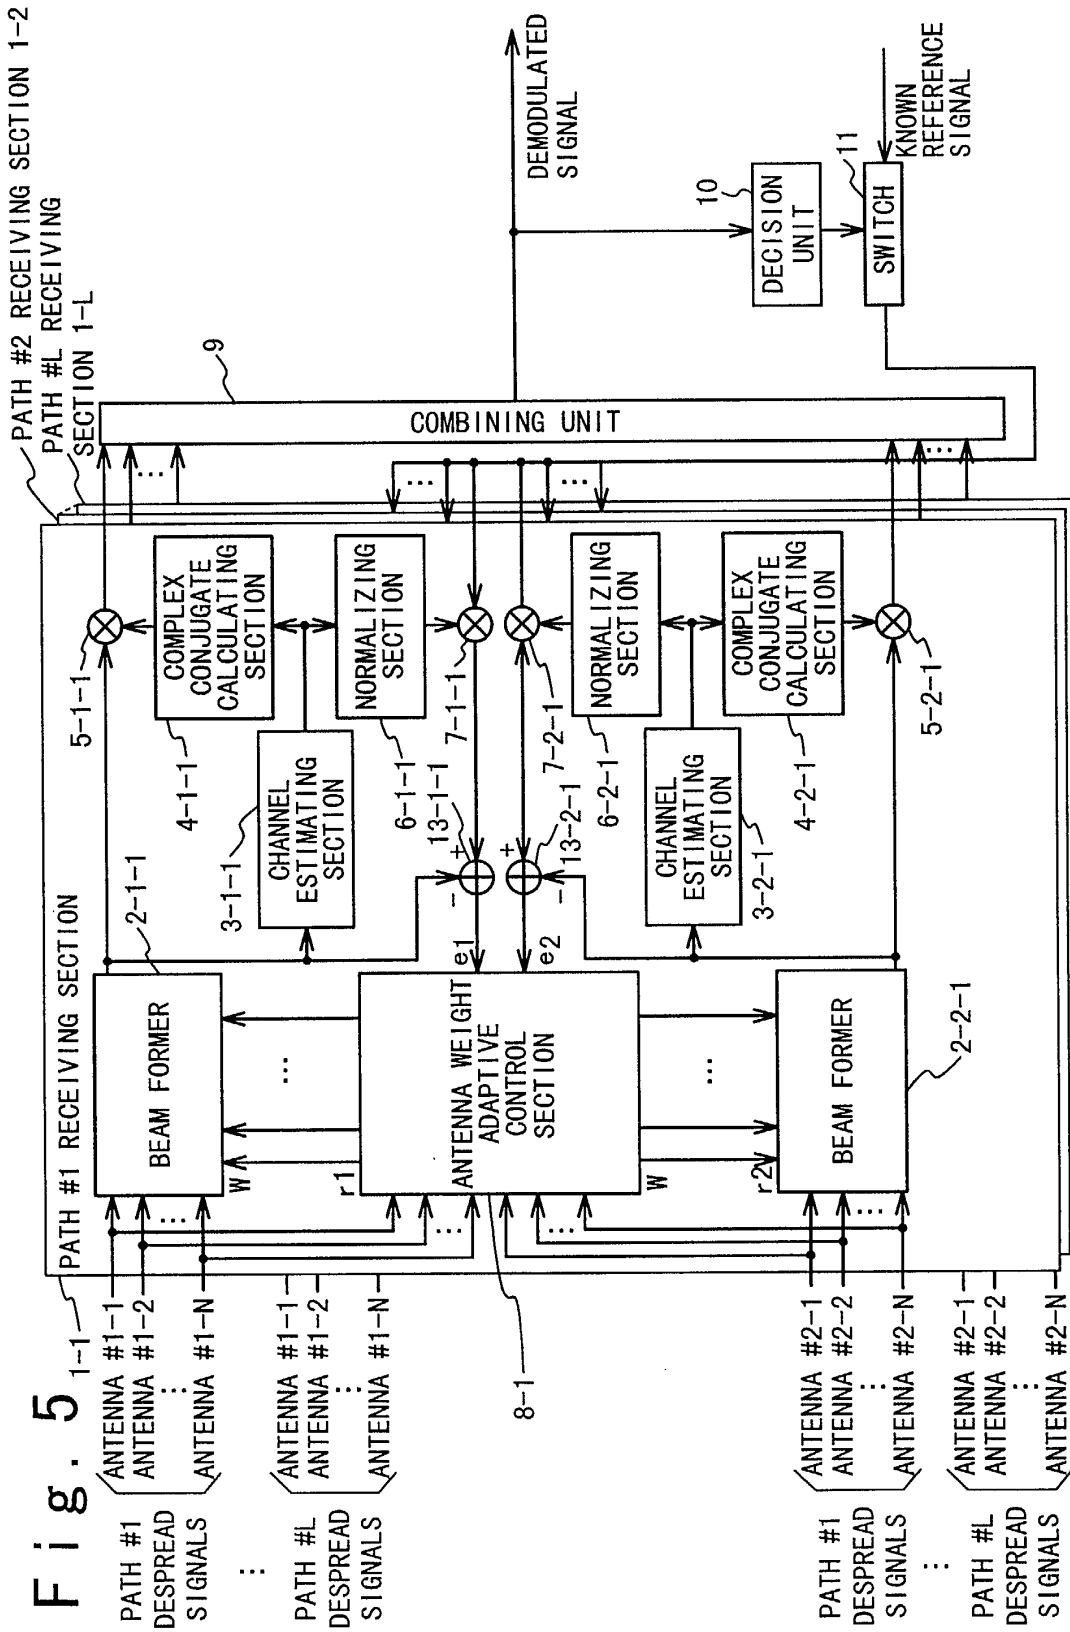 Fig. 5
PATH #1 RECEIVING SECTION
1-1
PATH #2 RECEIVING SECTION 1-2
PATH #L RECEIVING
SECTION 1-L
PATH #1
DESPREAD
SIGNALS
ANTENNA #1-1
ANTENNA #1-2
...
ANTENNA #1-N
...
PATH #L
DESPREAD
SIGNALS
ANTENNA #1-1
ANTENNA #1-2
...
ANTENNA #1-N
PATH #1
DESPREAD
SIGNALS
ANTENNA #2-1
ANTENNA #2-2
...
ANTENNA #2-N
...
PATH #L
DESPREAD
SIGNALS
ANTENNA #2-1
ANTENNA #2-2
...
ANTENNA #2-N
BEAM FORMER
2-1-1
W
...
...
r1
ANTENNA WEIGHT
ADAPTIVE
CONTROL
SECTION
8-1
e1
e2
...
...
W
...
r2
BEAM FORMER
2-2-1
...
CHANNEL
ESTIMATING
SECTION
3-1-1
COMPLEX
CONJUGATE
CALCULATING
SECTION
4-1-1
5-1-1
NORMALIZING
SECTION
6-1-1
7-1-1
13-1-1
+
-
+
-
13-2-1
7-2-1
NORMALIZING
SECTION
6-2-1
CHANNEL
ESTIMATING
SECTION
3-2-1
COMPLEX
CONJUGATE
CALCULATING
SECTION
4-2-1
5-2-1
...
...
...
...
COMBINING UNIT
9
DEMODULATED
SIGNAL
DECISION
UNIT
10
SWITCH
11
KNOWN
REFERENCE
SIGNAL